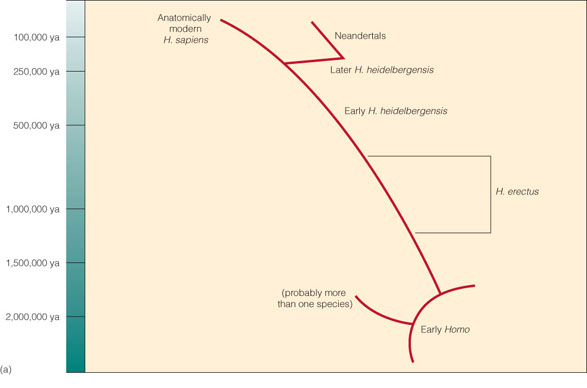 Anatomically
modern
H. sapiens
Neandertals
100,000 ya
250,000 ya
Later H. heidelbergensis
Early H. heidelbergensis
500,000 ya
H. erectus
1,000,000 ya
1,500,000 ya
(probably more
than one species)
2,000,000 ya
Early Homo
(a)